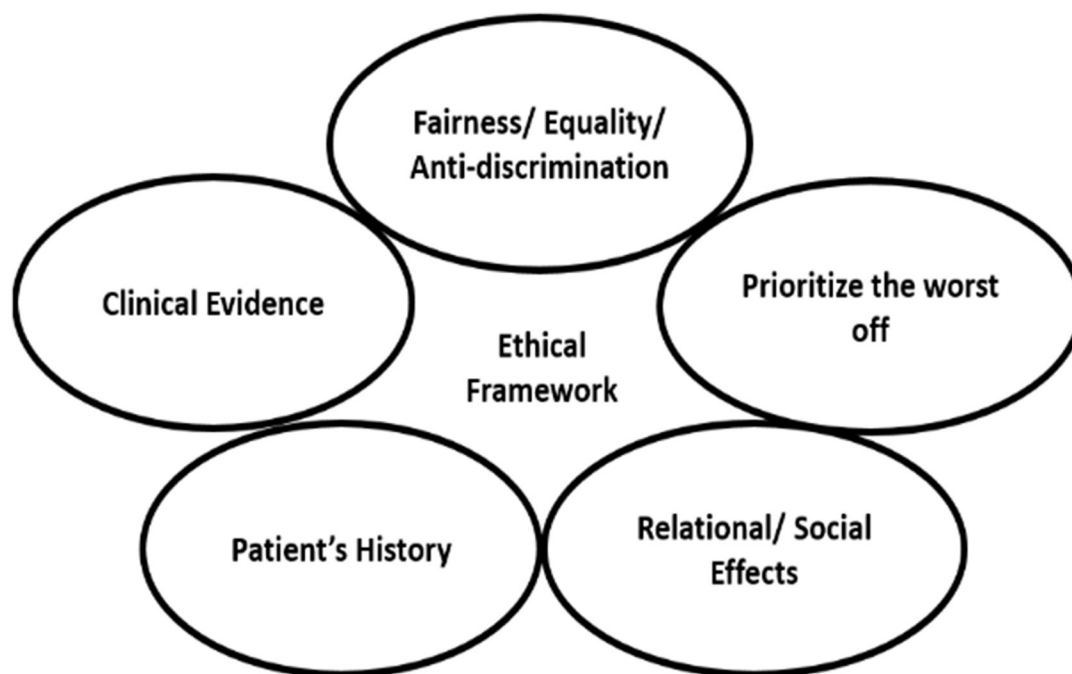 Fairness/ Equality/
Anti-discrimination
Clinical Evidence
Prioritize the worst
off
Ethical
Framework
Patient’s History
Relational/ Social
Effects